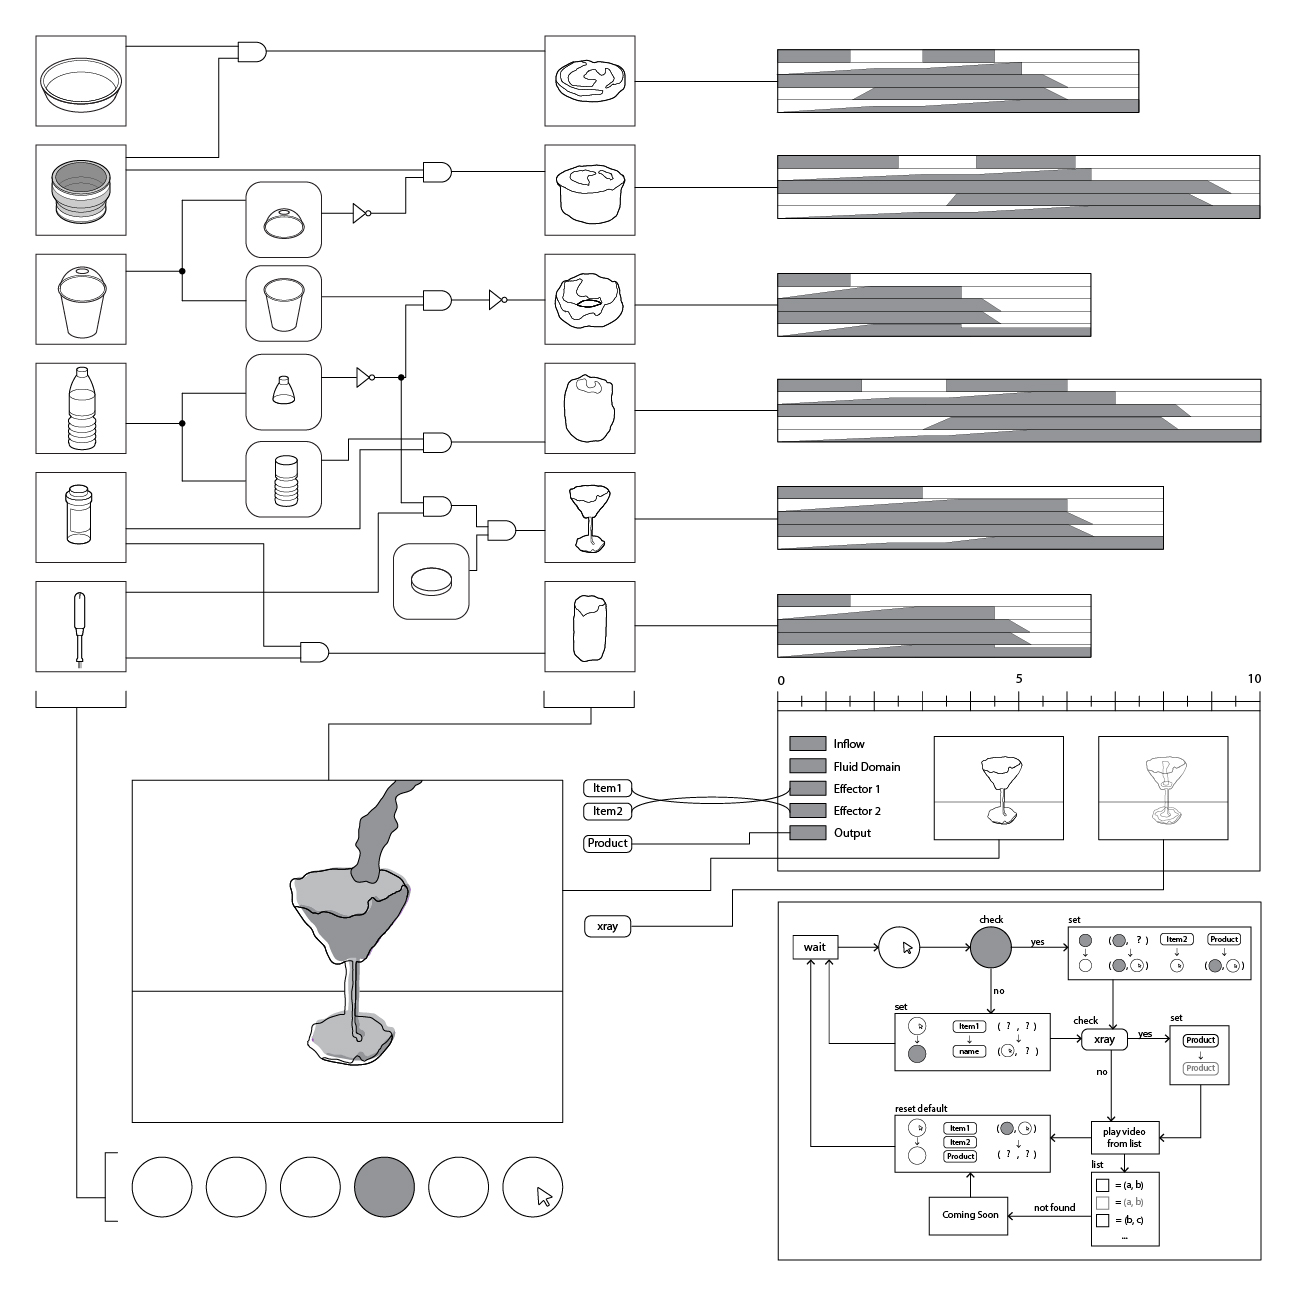 0 5 10
Inflow
Fluid Domain
Effector 1
Effector 2
Output
Item1
Item2
Product
xray
check
set
wait
yes
( , ? )
Item2
Product
( , )
( , )
no
set
Item1
( ? , ? )
name
( , ? )
check
xray
yes
set
Product
Product
no
reset default
Item1
Item2
Product
( , )
( ? , ? )
play video
from list
list
= (a, b)
= (a, b)
= (b, c)
...
not found
Coming Soon